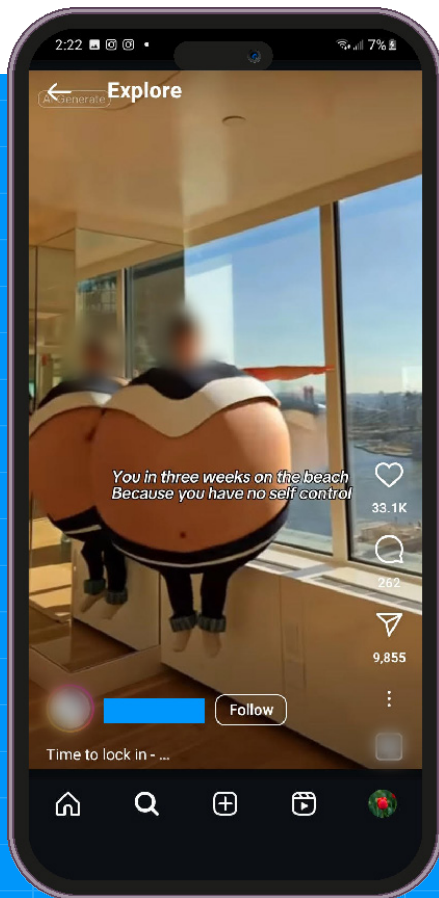 2:22
7%
AI Generate
Explore
You in three weeks on the beach
Because you have no self control
33.1K
262
9,855
Follow
Time to lock in - ...